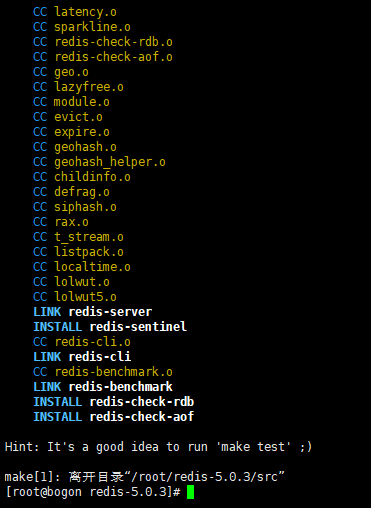 CC latency.o
CC sparkline.o
CC redis-check-rdb.o
CC redis-check-aof.o
CC geo.o
CC lazyfree.o
CC module.o
CC evict.o
CC expire.o
CC geohash.o
CC geohash_helper.o
CC childinfo.o
CC defrag.o
CC siphash.o
CC rax.o
CC t_stream.o
CC listpack.o
CC localtime.o
CC lolwut.o
CC lolwut5.o
LINK redis-server
INSTALL redis-sentinel
CC redis-cli.o
LINK redis-cli
CC redis-benchmark.o
LINK redis-benchmark
INSTALL redis-check-rdb
INSTALL redis-check-aof
Hint: It's a good idea to run 'make test' ;)
make[1]: 离开目录“/root/redis-5.0.3/src”
[root@bogon redis-5.0.3]#